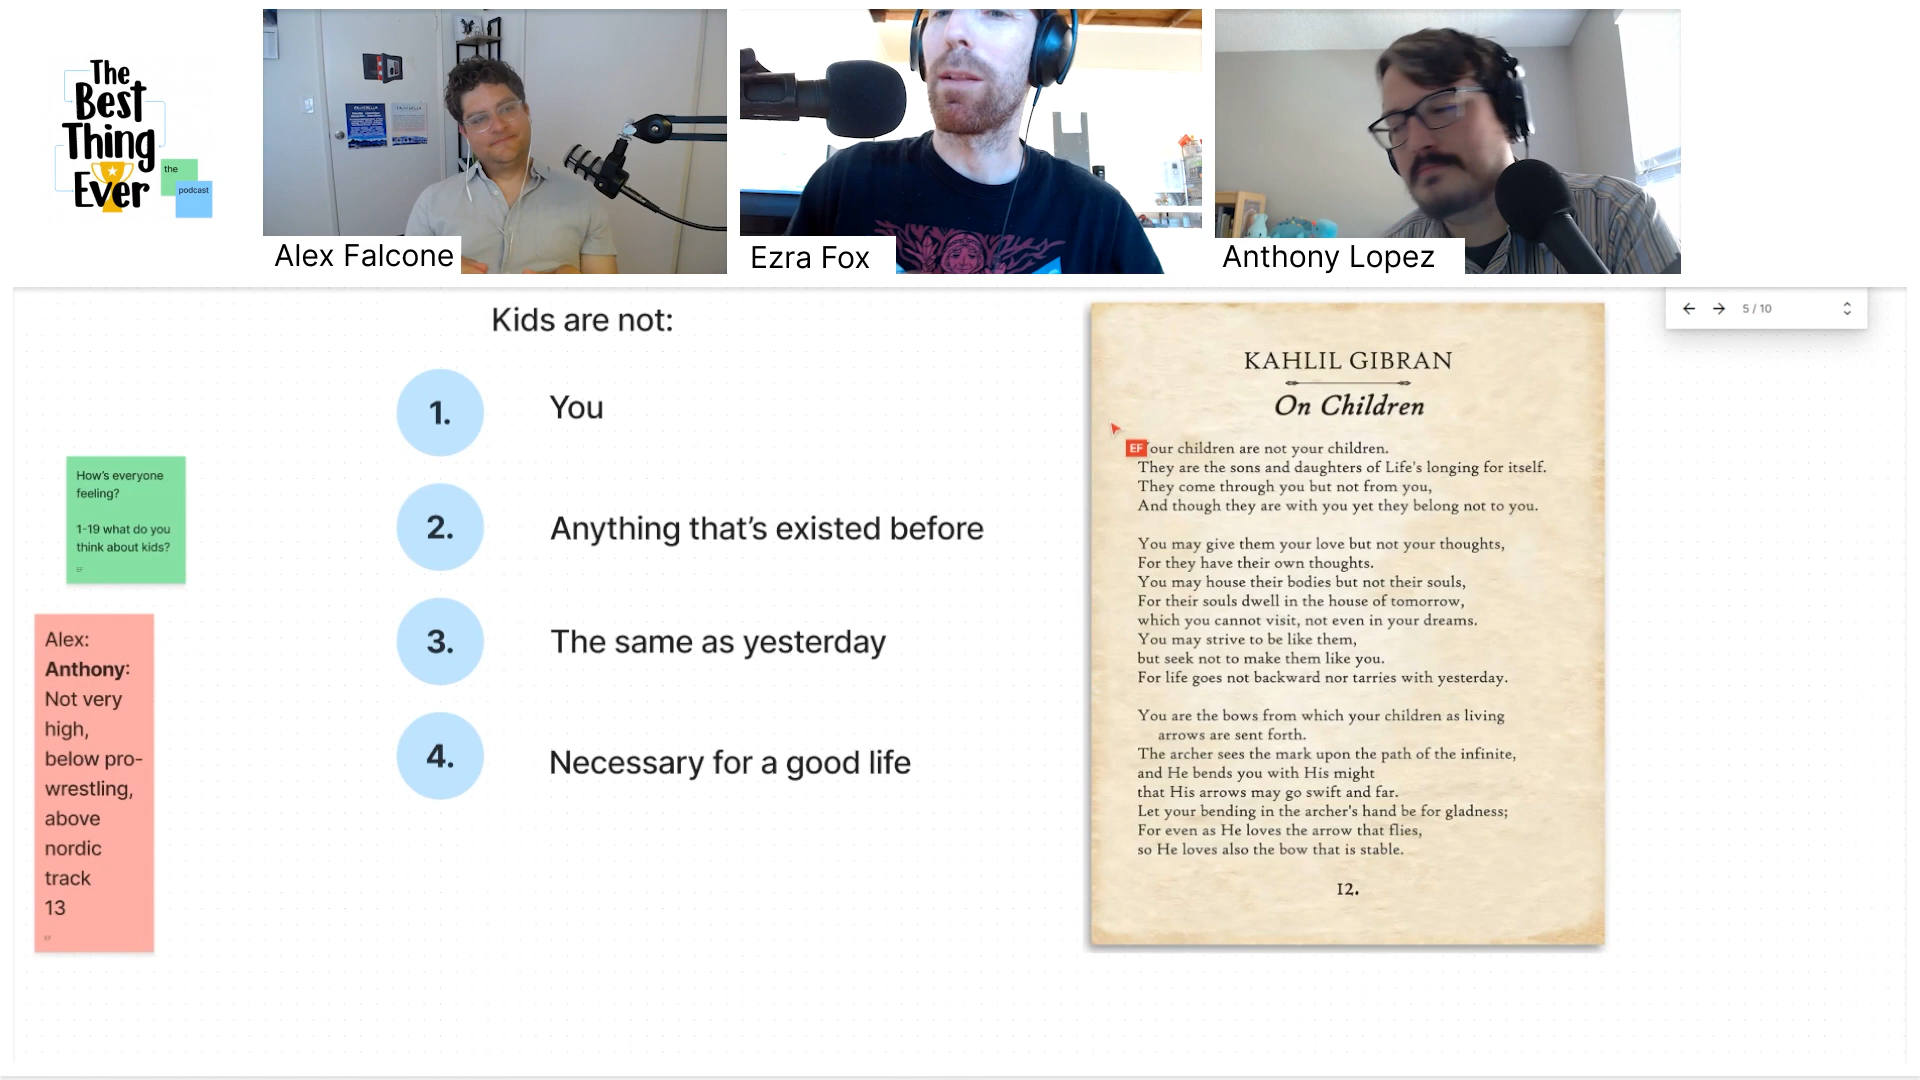 The
Best
Thing
Ever
the
podcast
Alex Falcone
Ezra Fox
Anthony Lopez
5 / 10
How's everyone
feeling?
1-19 what do you
think about kids?
EF
Alex:
Anthony:
Not very
high,
below pro-
wrestling,
above
nordic
track
13
EF
Kids are not:
1. You
2. Anything that's existed before
3. The same as yesterday
4. Necessary for a good life
KAHLIL GIBRAN
On Children
EF
our children are not your children.
They are the sons and daughters of Life's longing for itself.
They come through you but not from you,
And though they are with you yet they belong not to you.
You may give them your love but not your thoughts,
For they have their own thoughts.
You may house their bodies but not their souls,
For their souls dwell in the house of tomorrow,
which you cannot visit, not even in your dreams.
You may strive to be like them,
but seek not to make them like you.
For life goes not backward nor tarries with yesterday.
You are the bows from which your children as living
arrows are sent forth.
The archer sees the mark upon the path of the infinite,
and He bends you with His might
that His arrows may go swift and far.
Let your bending in the archer's hand be for gladness;
For even as He loves the arrow that flies,
so He loves also the bow that is stable.
12.